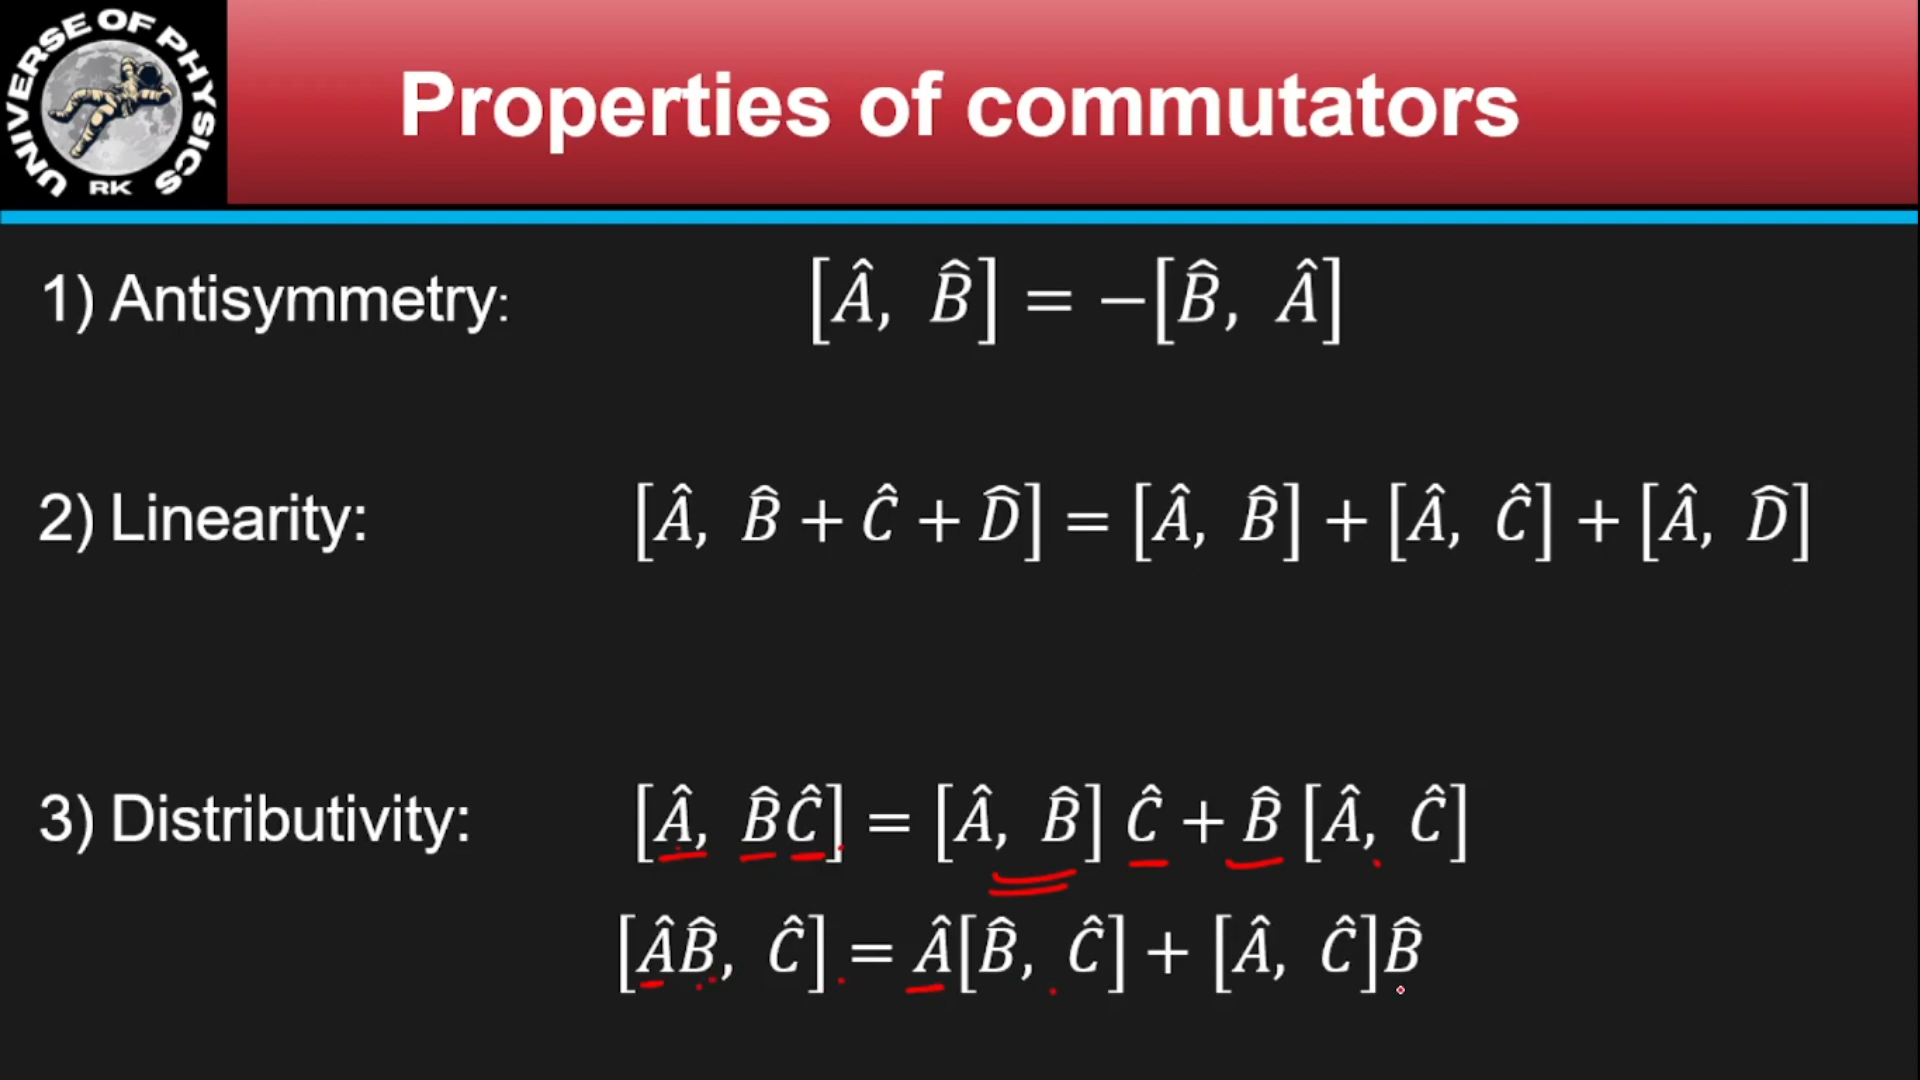 UNIVERSE OF PHYSICS
RK
Properties of commutators
1) Antisymmetry: [Â, B̂] = −[B̂, Â]
2) Linearity: [Â, B̂ + Ĉ + D̂] = [Â, B̂] + [Â, Ĉ] + [Â, D̂]
3) Distributivity: [Â, B̂Ĉ] = [Â, B̂] Ĉ + B̂ [Â, Ĉ]
[ÂB̂, Ĉ] = Â[B̂, Ĉ] + [Â, Ĉ]B̂